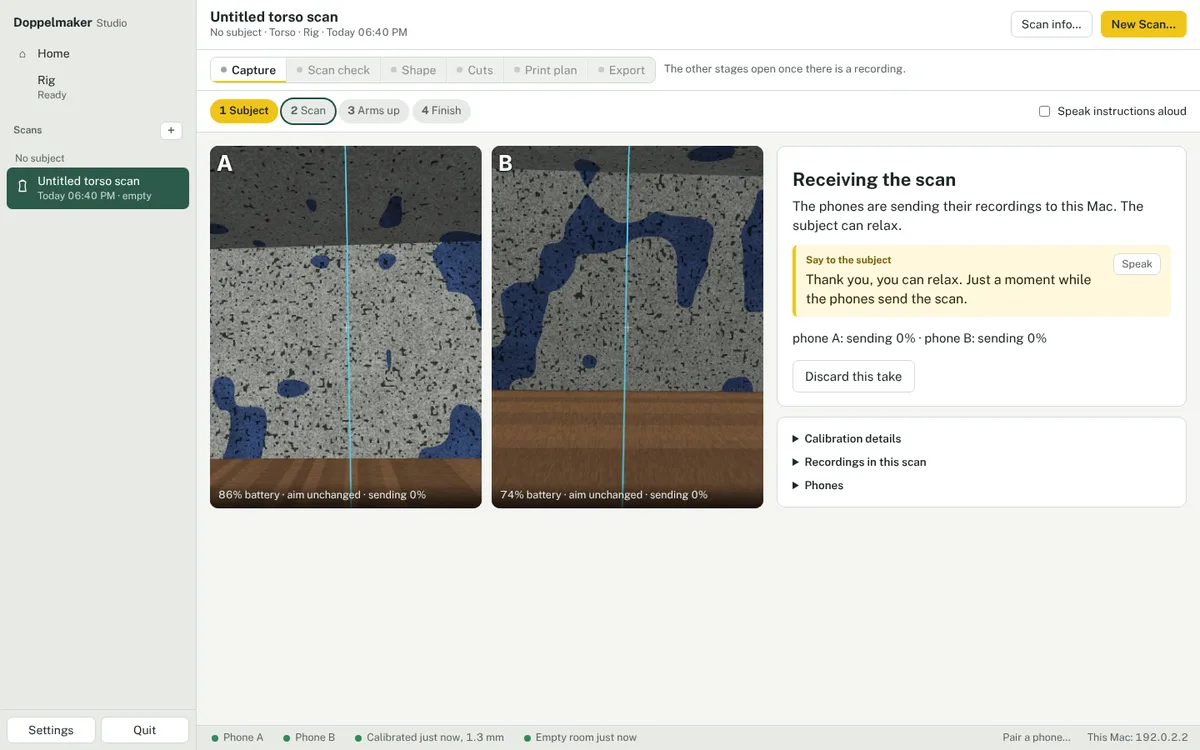 Doppelmaker Studio
Home
Rig
Ready
Scans
+
No subject
Untitled torso scan
Today 06:40 PM · empty
Settings
Quit
Untitled torso scan
No subject · Torso · Rig · Today 06:40 PM
Scan info...
New Scan...
Capture
Scan check
Shape
Cuts
Print plan
Export
The other stages open once there is a recording.
1 Subject
2 Scan
3 Arms up
4 Finish
Speak instructions aloud
A
86% battery · aim unchanged · sending 0%
B
74% battery · aim unchanged · sending 0%
Receiving the scan
The phones are sending their recordings to this Mac. The
subject can relax.
Say to the subject
Speak
Thank you, you can relax. Just a moment while
the phones send the scan.
phone A: sending 0% · phone B: sending 0%
Discard this take
Calibration details
Recordings in this scan
Phones
Phone A
Phone B
Calibrated just now, 1.3 mm
Empty room just now
Pair a phone...
This Mac: 192.0.2.2